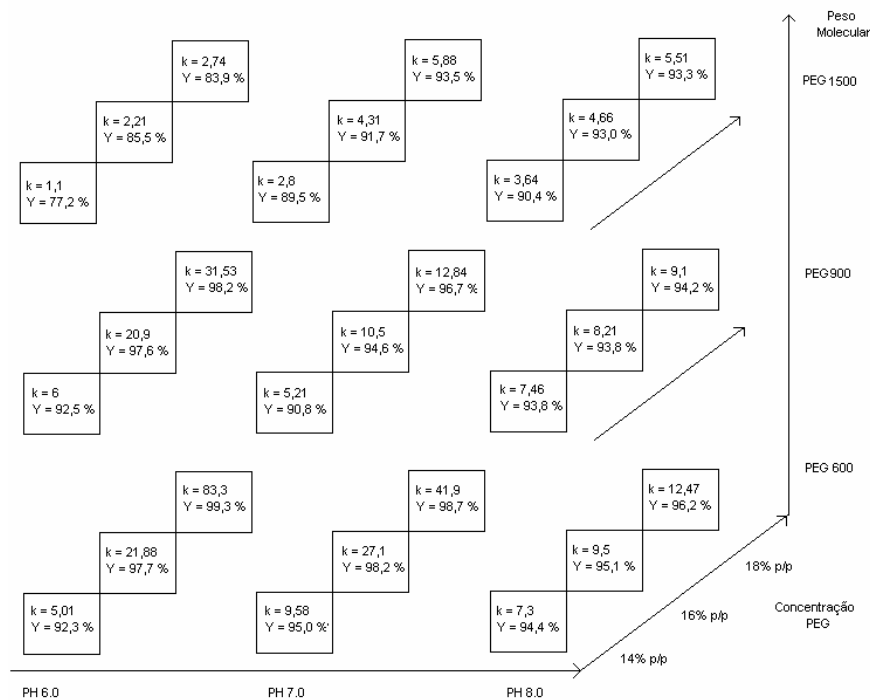 Peso
Molecular
k = 2,74
Y = 83,9 %
k = 5,88
Y = 93,5 %
k = 5,51
Y = 93,3 %
PEG 1500
k = 2,21
Y = 85,5 %
k = 4,31
Y = 91,7 %
k = 4,66
Y = 93,0 %
k = 1,1
Y = 77,2 %
k = 2,8
Y = 89,5 %
k = 3,64
Y = 90,4 %
k = 31,53
Y = 98,2 %
k = 12,84
Y = 96,7 %
k = 9,1
Y = 94,2 %
PEG900
k = 20,9
Y = 97,6 %
k = 10,5
Y = 94,6 %
k = 8,21
Y = 93,8 %
k = 6
Y = 92,5 %
k = 5,21
Y = 90,8 %
k = 7,46
Y = 93,8 %
PEG 600
k = 83,3
Y = 99,3 %
k = 41,9
Y = 98,7 %
k = 12,47
Y = 96,2 %
k = 21,88
Y = 97,7 %
k = 27,1
Y = 98,2 %
k = 9,5
Y = 95,1 %
k = 5,01
Y = 92,3 %
k = 9,58
Y = 95,0%'
k = 7,3
Y = 94,4 %
18% p/p
16% p/p
14% p/p
Concentração
PEG
PH 6.0
PH 7.0
PH 8.0